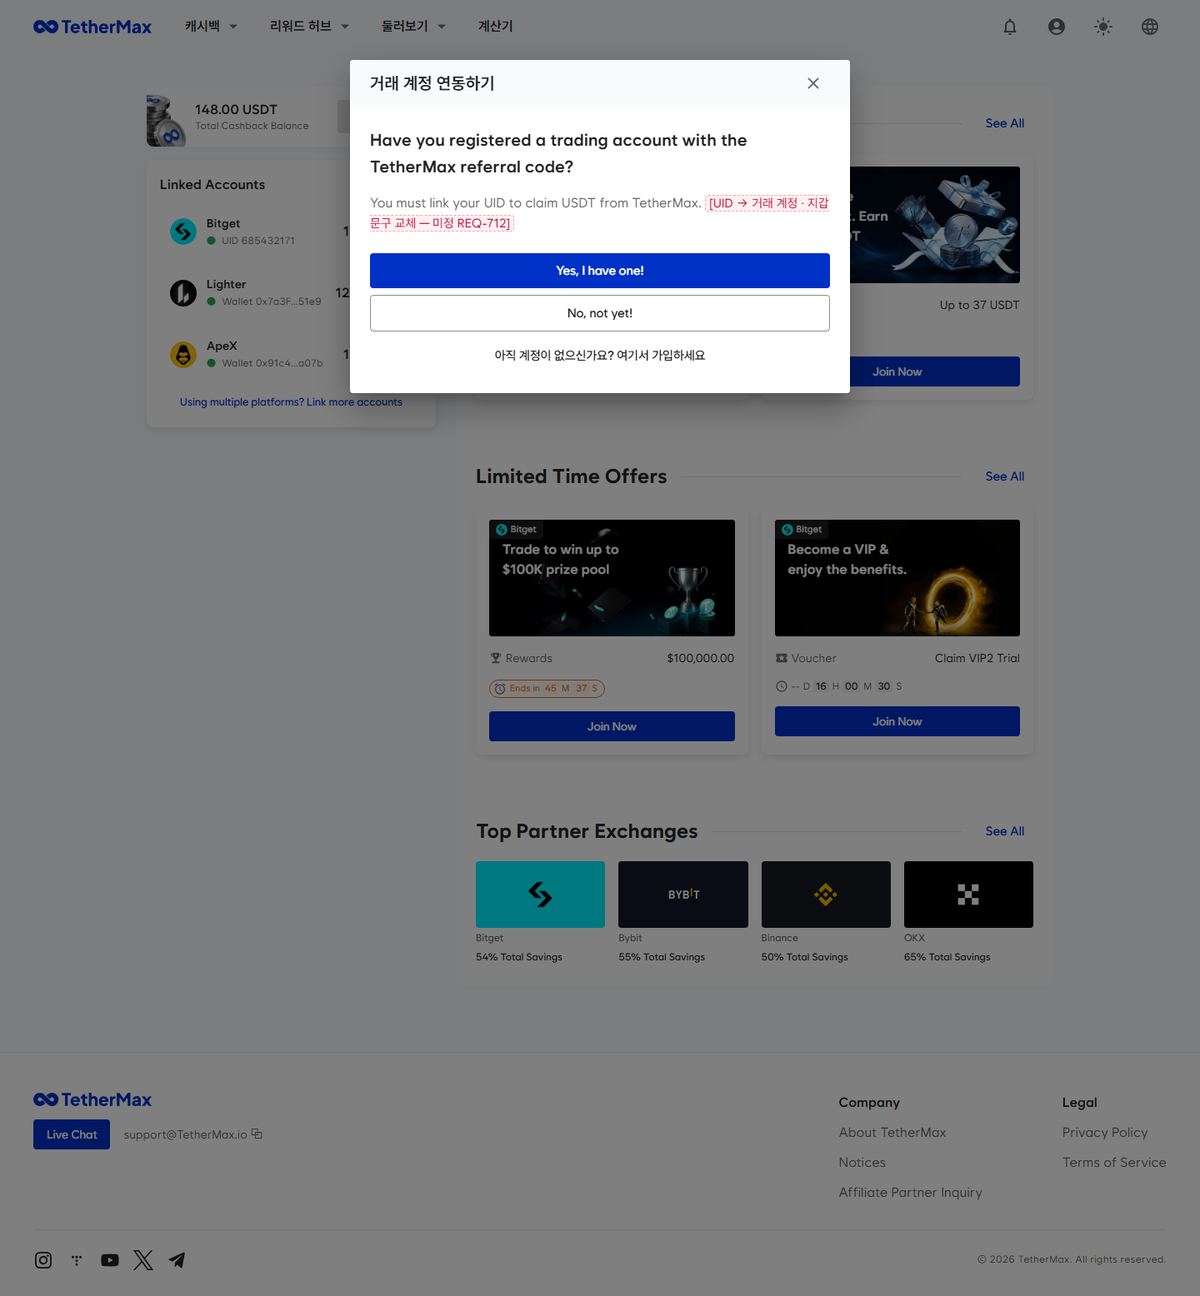 TetherMax
캐시백
리워드 허브
둘러보기
계산기
거래 계정 연동하기
Have you registered a trading account with the
TetherMax referral code?
You must link your UID to claim USDT from TetherMax. [UID → 거래 계정 · 지갑
문구 교체 — 미정 REQ-712]
Yes, I have one!
No, not yet!
아직 계정이 없으신가요? 여기서 가입하세요
148.00 USDT
Total Cashback Balance
Linked Accounts
Bitget
UID 685432171
Lighter
Wallet 0x7a3F...51e9
12
ApeX
Wallet 0x91c4...a07b
Using multiple platforms? Link more accounts
See All
. Earn
Up to 37 USDT
Join Now
Limited Time Offers
See All
Bitget
Trade to win up to
$100K prize pool
Rewards
$100,000.00
Ends in 45 M 37 S
Join Now
Bitget
Become a VIP &
enjoy the benefits.
Voucher
Claim VIP2 Trial
-- D 16 H 00 M 30 S
Join Now
Top Partner Exchanges
See All
BYBIT
Bitget
54% Total Savings
Bybit
55% Total Savings
Binance
50% Total Savings
OKX
65% Total Savings
TetherMax
Live Chat
support@TetherMax.io
Company
About TetherMax
Notices
Affiliate Partner Inquiry
Legal
Privacy Policy
Terms of Service
© 2026 TetherMax. All rights reserved.